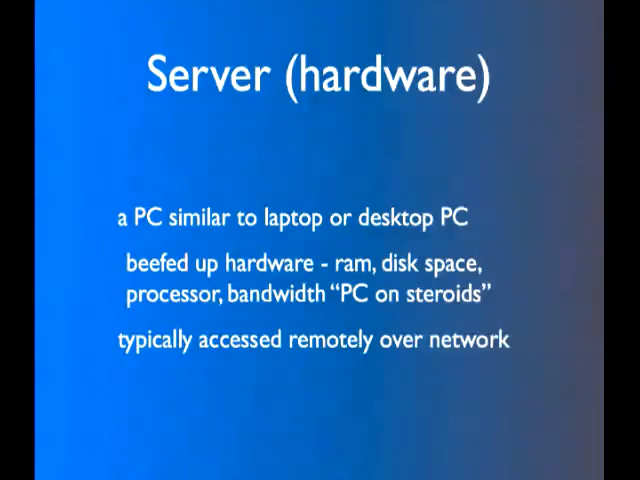 Server (hardware)
a PC similar to laptop or desktop PC
beefed up hardware - ram, disk space,
processor, bandwidth “PC on steroids”
typically accessed remotely over network